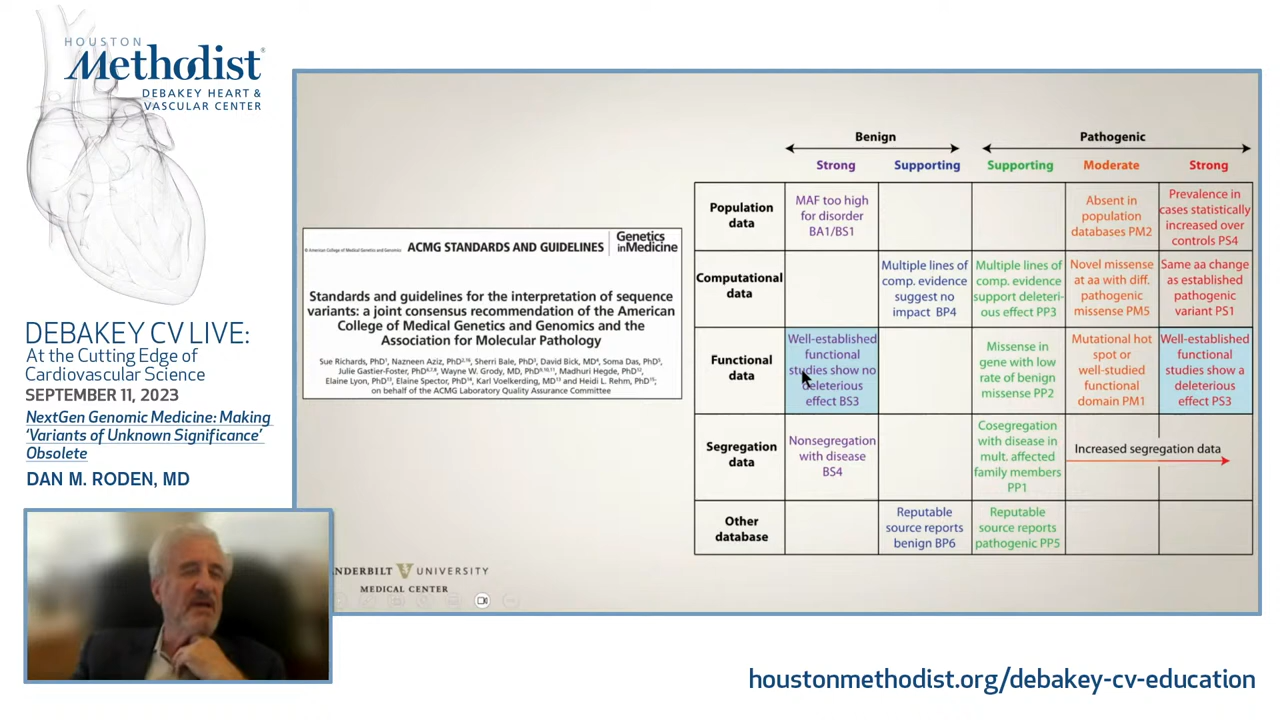 HOUSTON
Methodist®
DEBAKEY HEART &
VASCULAR CENTER
DEBAKEY CV LIVE:
At the Cutting Edge of
Cardiovascular Science
SEPTEMBER 11, 2023
NextGen Genomic Medicine: Making
‘Variants of Unknown Significance’
Obsolete
DAN M. RODEN, MD
© American College of Medical Genetics and Genomics
ACMG STANDARDS AND GUIDELINES
Genetics
inMedicine
Standards and guidelines for the interpretation of sequence
variants: a joint consensus recommendation of the American
College of Medical Genetics and Genomics and the
Association for Molecular Pathology
Sue Richards, PhD, Nazneen Aziz, PhD, Sherri Bale, PhD, David Bick, MD, Soma Das, PhD,
Julie Gastier-Foster, PhD, Wayne W. Grody, MD, PhD, Madhuri Hegde, PhD,
Elaine Lyon, PhD, Elaine Spector, PhD, Karl Voelkerding, MD and Heidi L. Rehm, PhD;
on behalf of the ACMG Laboratory Quality Assurance Committee
Benign
Pathogenic
Strong
Supporting
Supporting
Moderate
Strong
Population
data
MAF too high
for disorder
BA1/BS1
Absent in
population
databases PM2
Prevalence in
cases statistically
increased over
controls PS4
Computational
data
Multiple lines of
comp. evidence
suggest no
impact BP4
Multiple lines of
comp. evidence
support deleteri-
ous effect PP3
Novel missense
at aa with diff.
pathogenic
missense PM5
Same aa change
as established
pathogenic
variant PS1
Functional
data
Well-established
functional
studies show no
deleterious
effect BS3
Missense in
gene with low
rate of benign
missense PP2
Mutational hot
spot or
well-studied
functional
domain PM1
Well-established
functional
studies show a
deleterious
effect PS3
Segregation
data
Nonsegregation
with disease
BS4
Cosegregation
with disease in
mult. affected
family members
PP1
Increased segregation data
Other
database
Reputable
source reports
benign BP6
Reputable
source reports
pathogenic PP5
NDERBILT UNIVERSITY
MEDICAL CENTER
houstonmethodist.org/debakey-cv-education